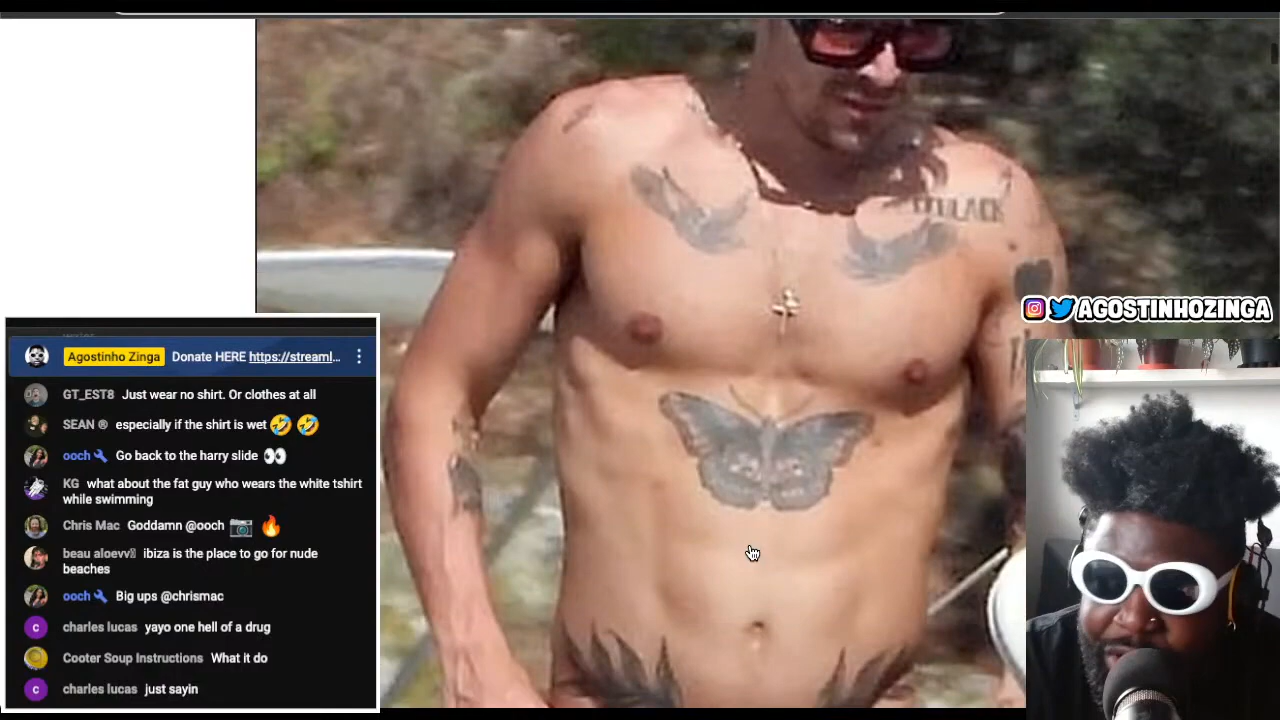 BLACK
AGOSTINHOZINGA
Agostinho Zinga Donate HERE https://streaml...
GT_EST8 Just wear no shirt. Or clothes at all
SEAN ® especially if the shirt is wet 🤣 🤣
ooch Go back to the harry slide 👀
KG what about the fat guy who wears the white tshirt
while swimming
Chris Mac Goddamn @ooch 📷 🔥
beau aloevv ibiza is the place to go for nude
beaches
ooch Big ups @chrismac
charles lucas yayo one hell of a drug
Cooter Soup Instructions What it do
c charles lucas just sayin